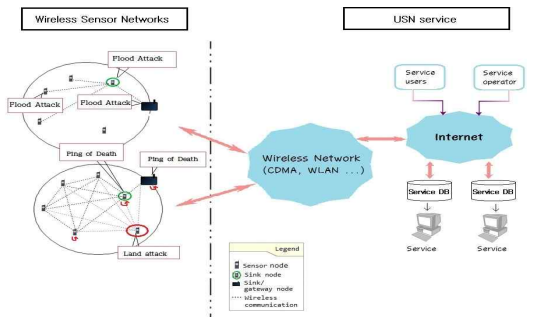 Wireless Sensor Networks
USN service
Flood Attack
Flood Attack
Flood Attack
Ping of Death
Ping of Death
Land attack
Wireless Network
(CDMA, WLAN ...)
Service
users
Service
operator
Internet
Service DB
Service DB
Service
Service
Legend
Sensor node
Sink node
Sink/
gateway node
Wireless
communication